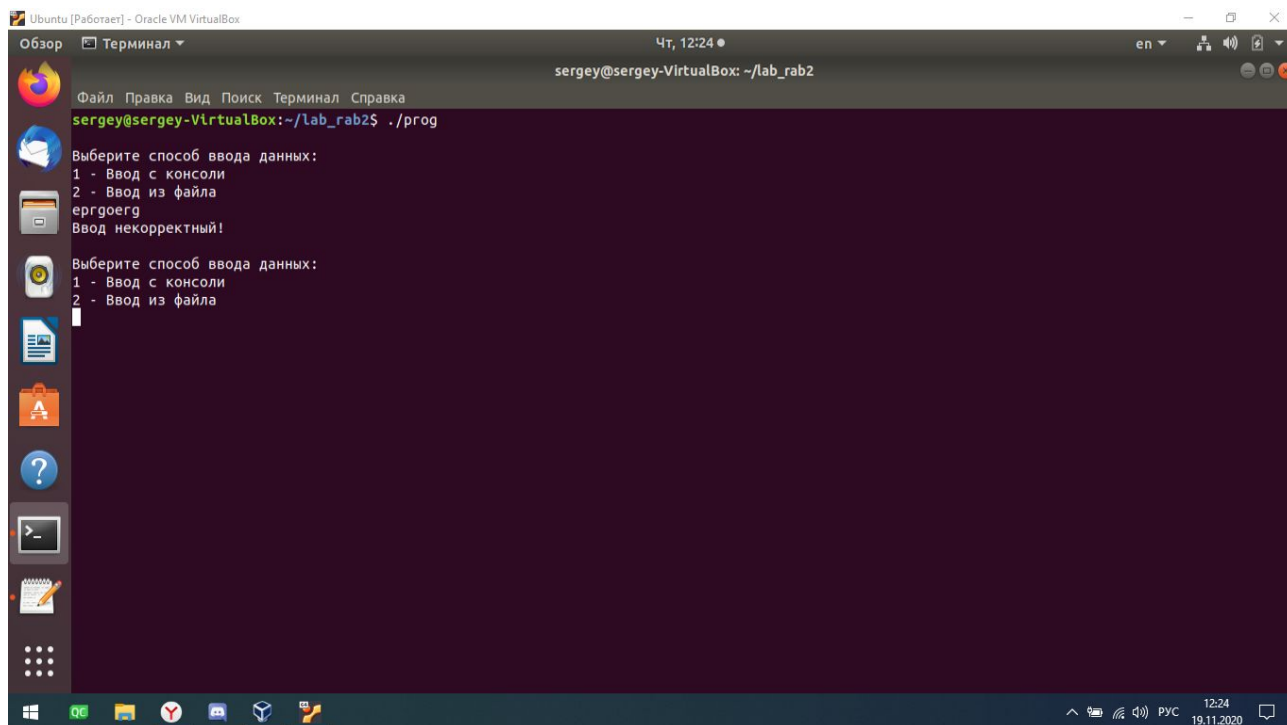 Ubuntu [Работает] - Oracle VM VirtualBox
Обзор Терминал Чт, 12:24 en
sergey@sergey-VirtualBox: ~/lab_rab2
Файл Правка Вид Поиск Терминал Справка
sergey@sergey-VirtualBox:~/lab_rab2$ ./prog
Выберите способ ввода данных:
1 - Ввод с консоли
2 - Ввод из файла
eprgoerg
Ввод некорректный!
Выберите способ ввода данных:
1 - Ввод с консоли
2 - Ввод из файла
QC
РУС
12:24
19.11.2020